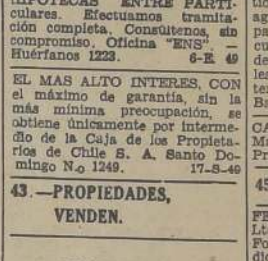 HIPOTECAS ENTRE PARTI-
culares. Efectuamos tramita-
ción completa. Consúltenos, sin
compromiso. Oficina "ENS". —
Huérfanos 1223. 6-E 49
EL MAS ALTO INTERES, CON
el máximo de garantía, sin la
más mínima preocupación, se
obtiene únicamente por interme-
dio de la Caja de los Propieta-
rios de Chile S. A. Santo Do-
mingo N.o 1249. 17-S-49
43.—PROPIEDADES,
VENDEN.